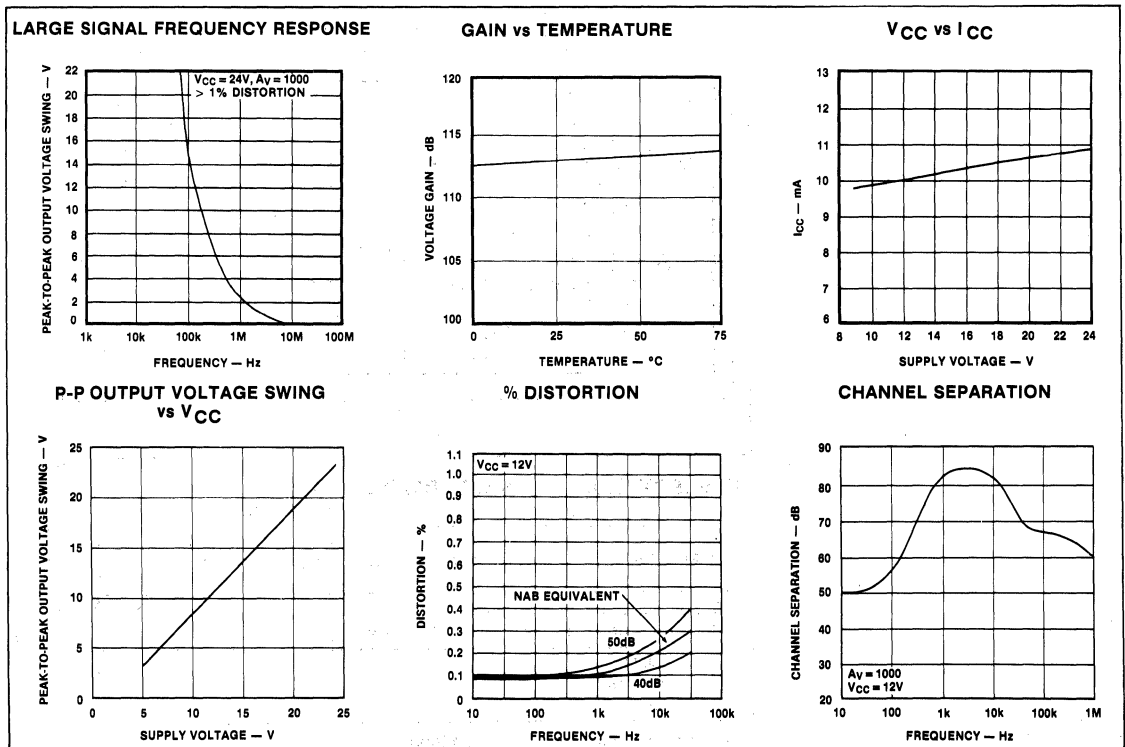 LARGE SIGNAL FREQUENCY RESPONSE
PEAK-TO-PEAK OUTPUT VOLTAGE SWING — V
22
20
18
16
14
12
10
8
6
4
2
0
VCC = 24V, AV = 1000
> 1% DISTORTION
1k
10k
100k
1M
10M
100M
FREQUENCY — Hz
GAIN vs TEMPERATURE
VOLTAGE GAIN — dB
120
115
110
105
100
0
25
50
75
TEMPERATURE — °C
VCC vs ICC
ICC — mA
13
12
11
10
9
8
7
6
8
10
12
14
16
18
20
22
24
SUPPLY VOLTAGE — V
P-P OUTPUT VOLTAGE SWING
vs VCC
PEAK-TO-PEAK OUTPUT VOLTAGE SWING — V
25
20
15
10
5
0
0
5
10
15
20
25
SUPPLY VOLTAGE — V
% DISTORTION
DISTORTION — %
1.1
1.0
0.9
0.8
0.7
0.6
0.5
0.4
0.3
0.2
0.1
0
VCC = 12V
NAB EQUIVALENT
50dB
40dB
10
100
1k
10k
100k
FREQUENCY — Hz
CHANNEL SEPARATION
CHANNEL SEPARATION — dB
90
80
70
60
50
40
30
20
AV = 1000
VCC = 12V
10
100
1k
10k
100k
1M
FREQUENCY — Hz